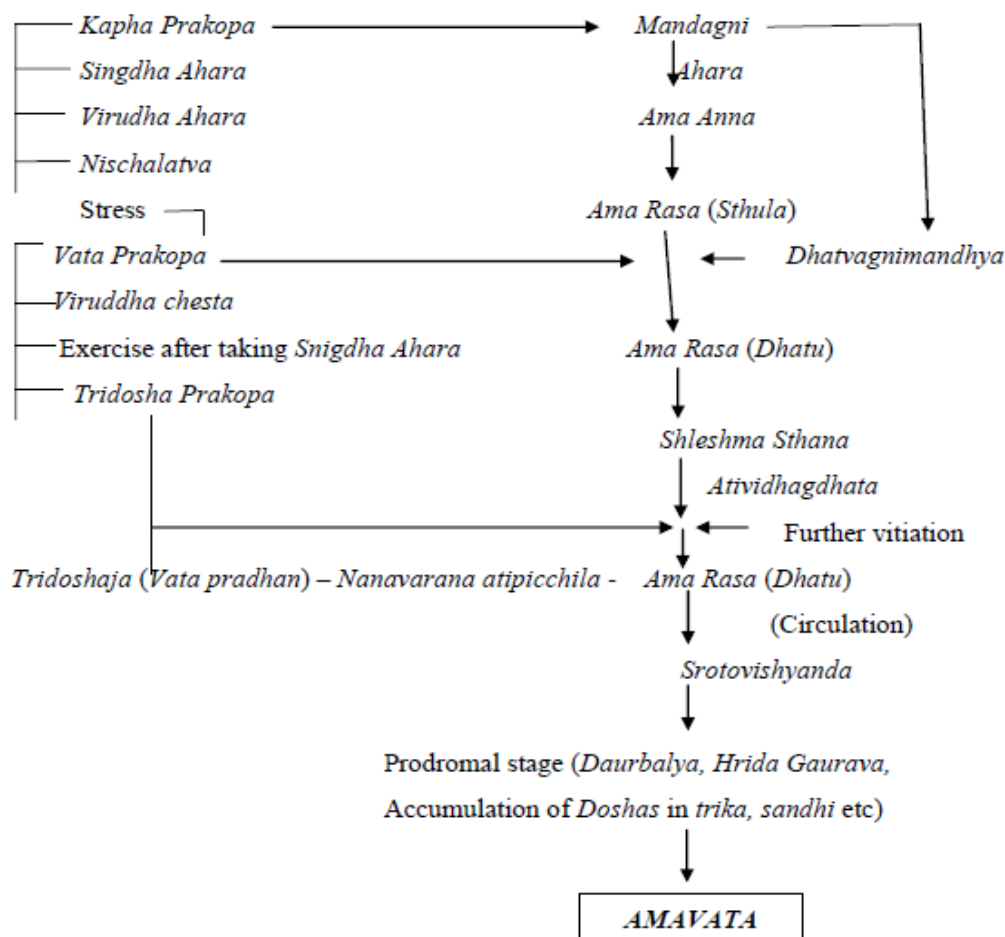 Kapha Prakopa Mandagni
Singdha Ahara Ahara
Virudha Ahara Ama Anna
Nischalatva
Stress Ama Rasa (Sthula)
Vata Prakopa Dhatvagnimandhya
Viruddha chesta
Exercise after taking Snigdha Ahara Ama Rasa (Dhatu)
Tridosha Prakopa
Shleshma Sthana
Ativid​hagdhata
Further vitiation
Tridoshaja (Vata pradhan) – Nanavarana atipicchila - Ama Rasa (Dhatu)
(Circulation)
Srotovishyanda
Prodromal stage (Daurbalya, Hrida Gaurava,
Accumulation of Doshas in trika, sandhi etc)
AMAVATA